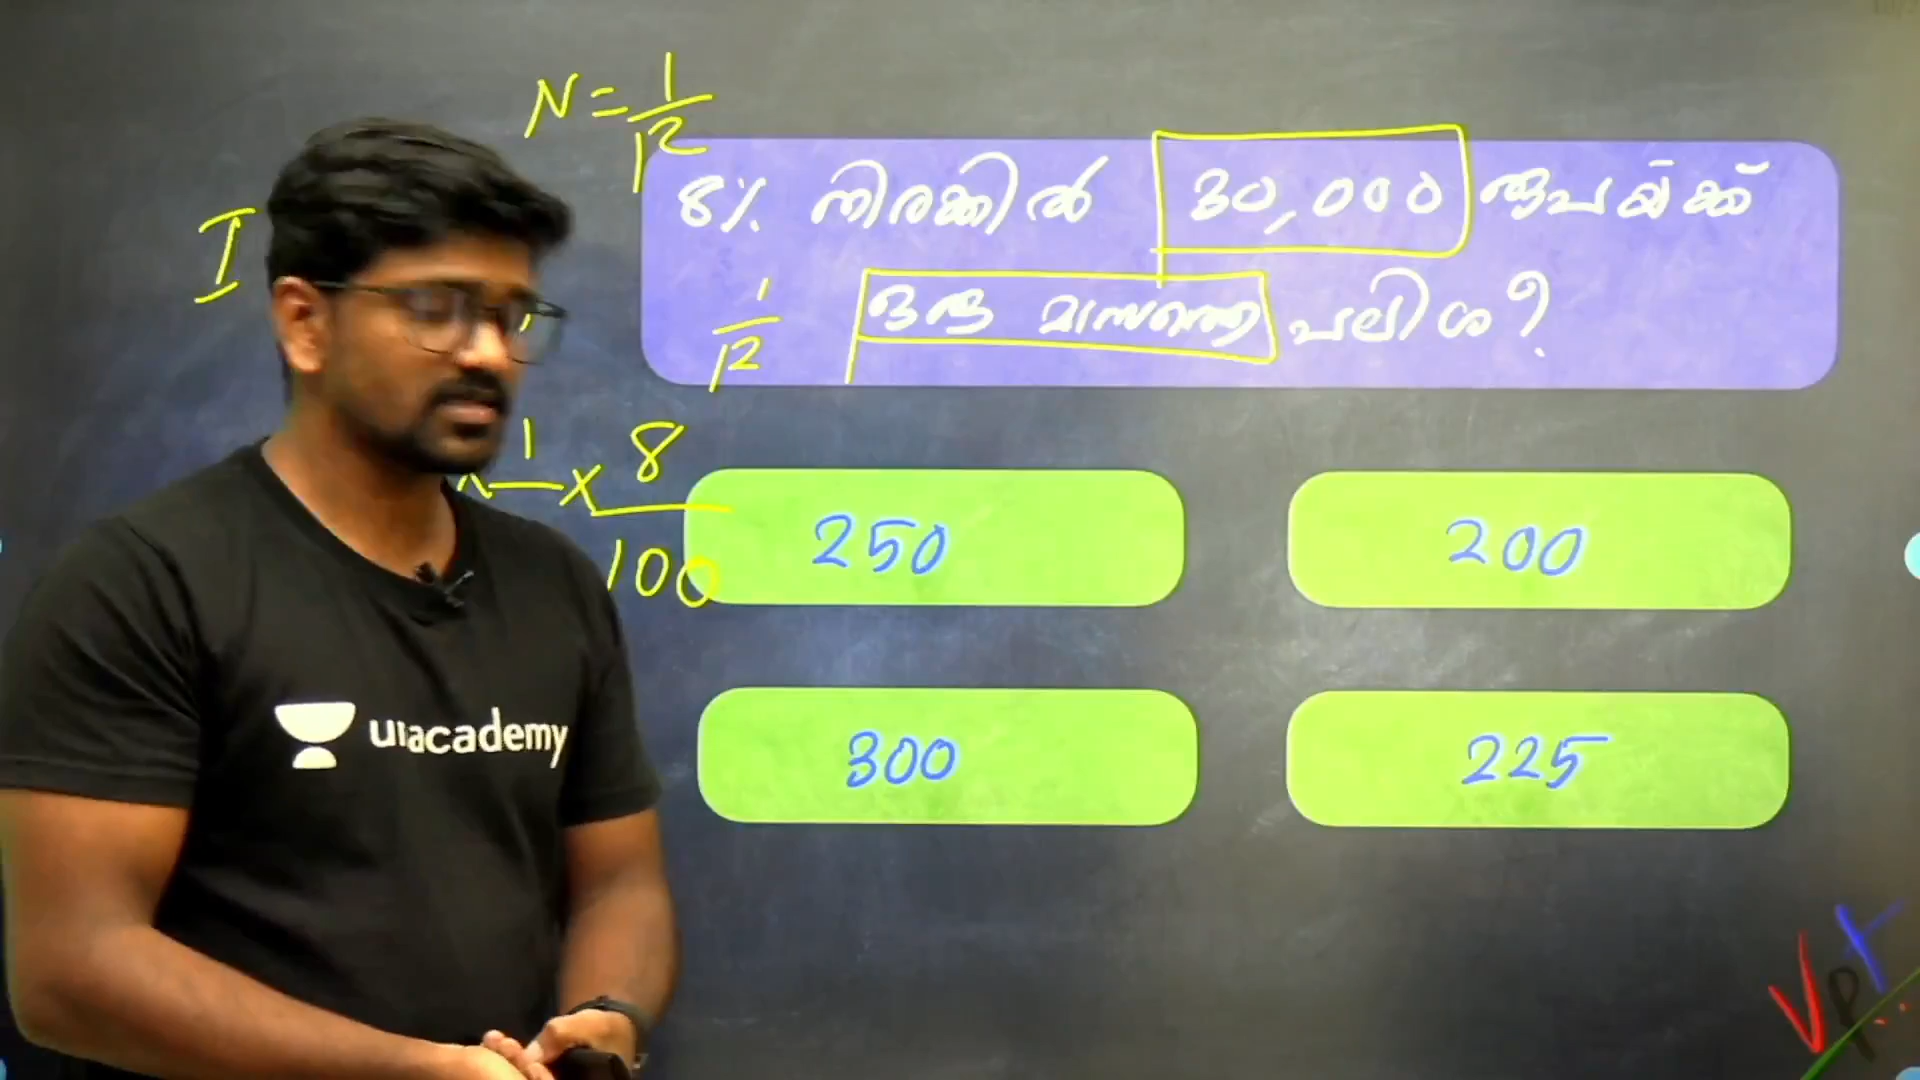 N = 1/12
8% നിരക്കിൽ 30,000 രൂപയ്ക്ക്
I
1/12 ഒരു മാസത്തെ പലിശ?
1 × 8
100
250
200
unacademy
300
225
VPT